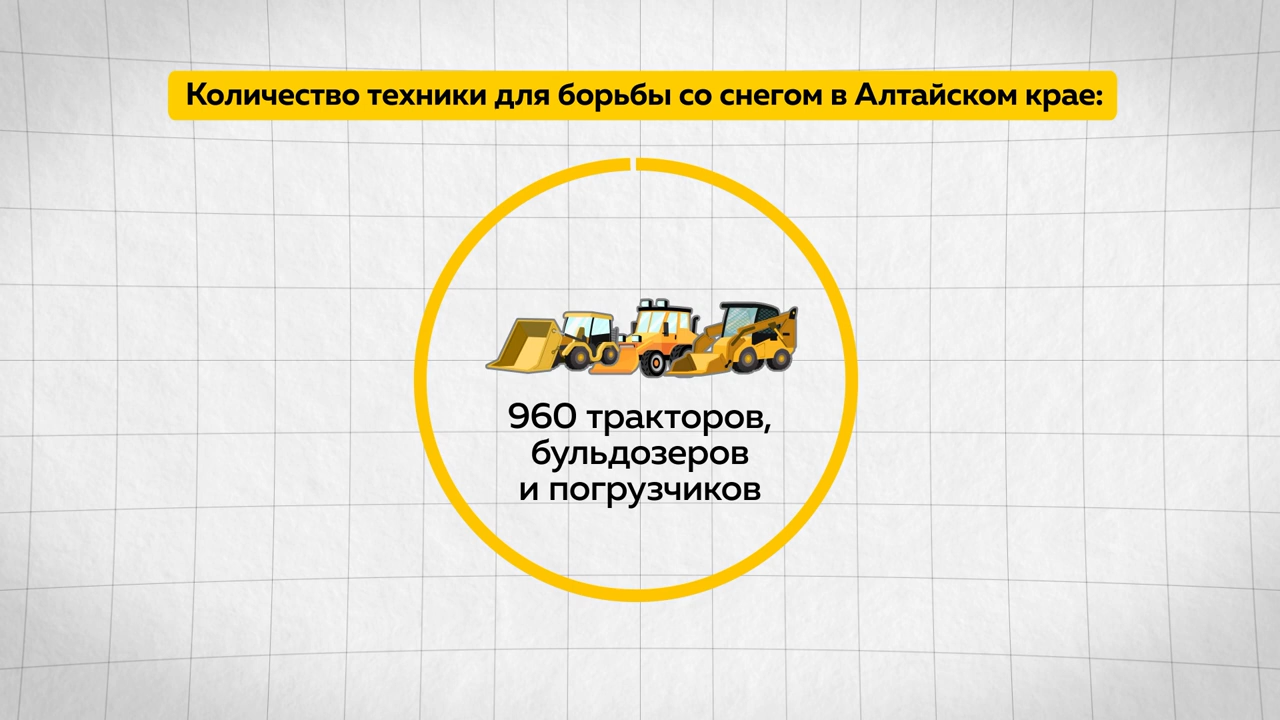 Количество техники для борьбы со снегом в Алтайском крае:
960 тракторов,
бульдозеров
и погрузчиков